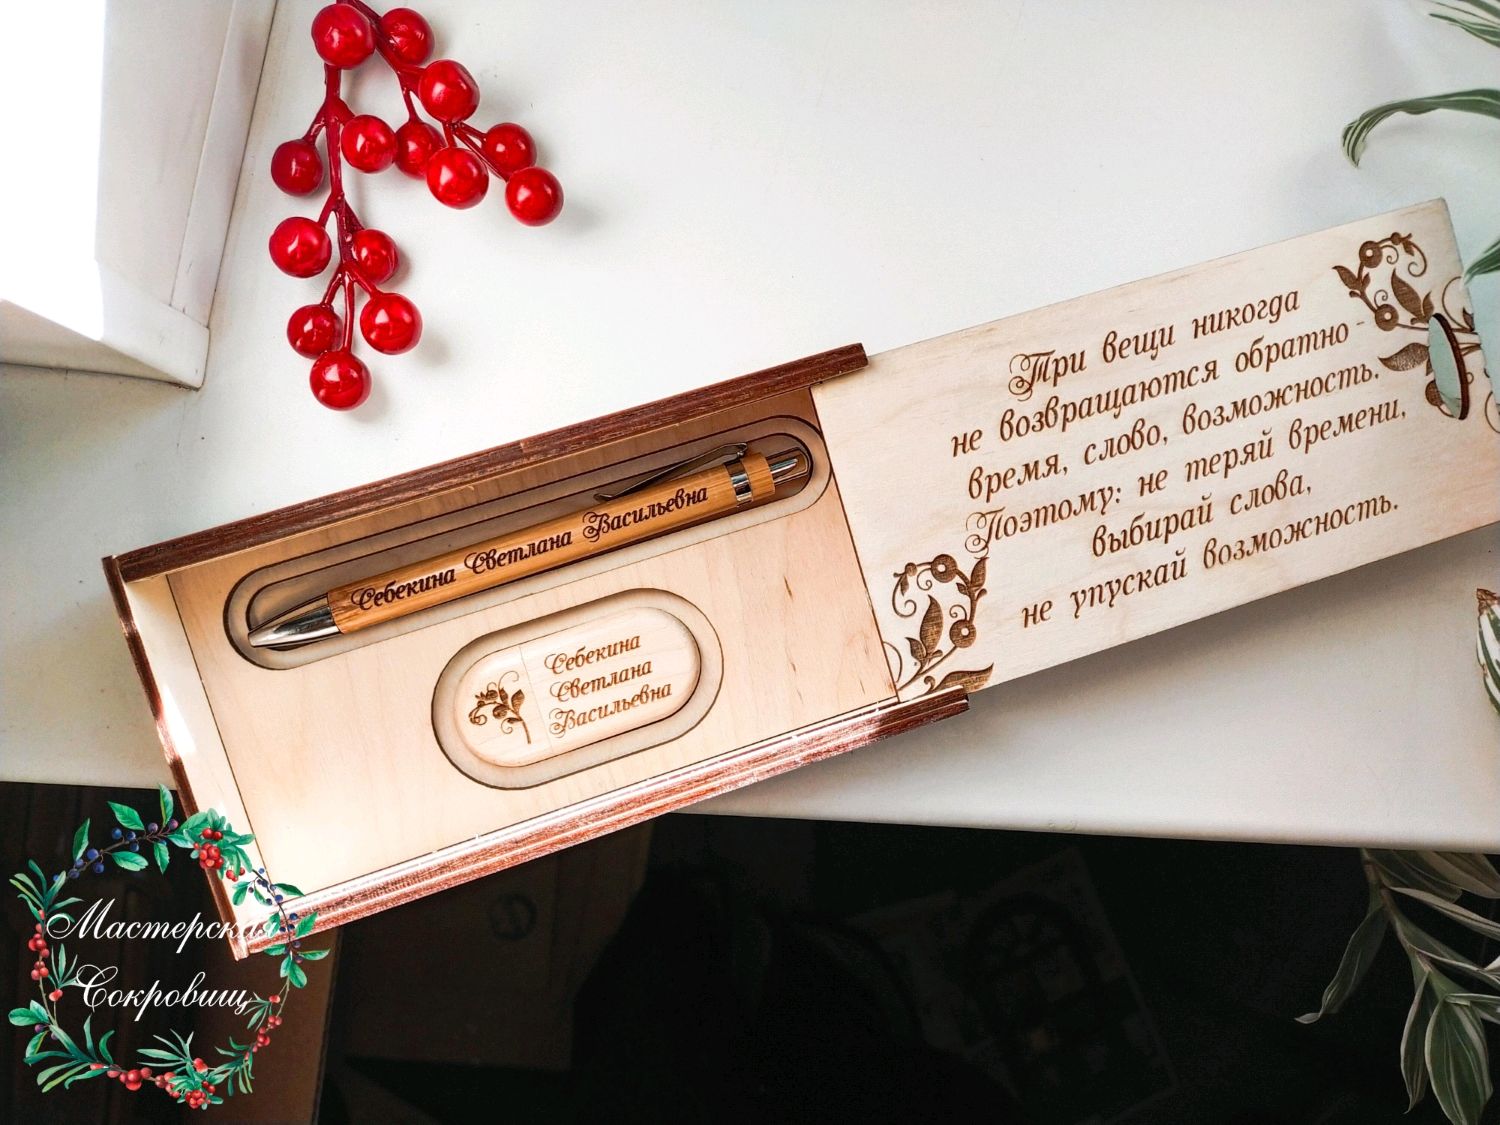 Три вещи никогда
не возвращаются обратно -
время, слово, возможность.
Поэтому: не теряй времени,
выбирай слова,
не упускай возможность.
Себекина Светлана Васильевна
Себекина
Светлана
Васильевна
Мастерская
Сокровищ